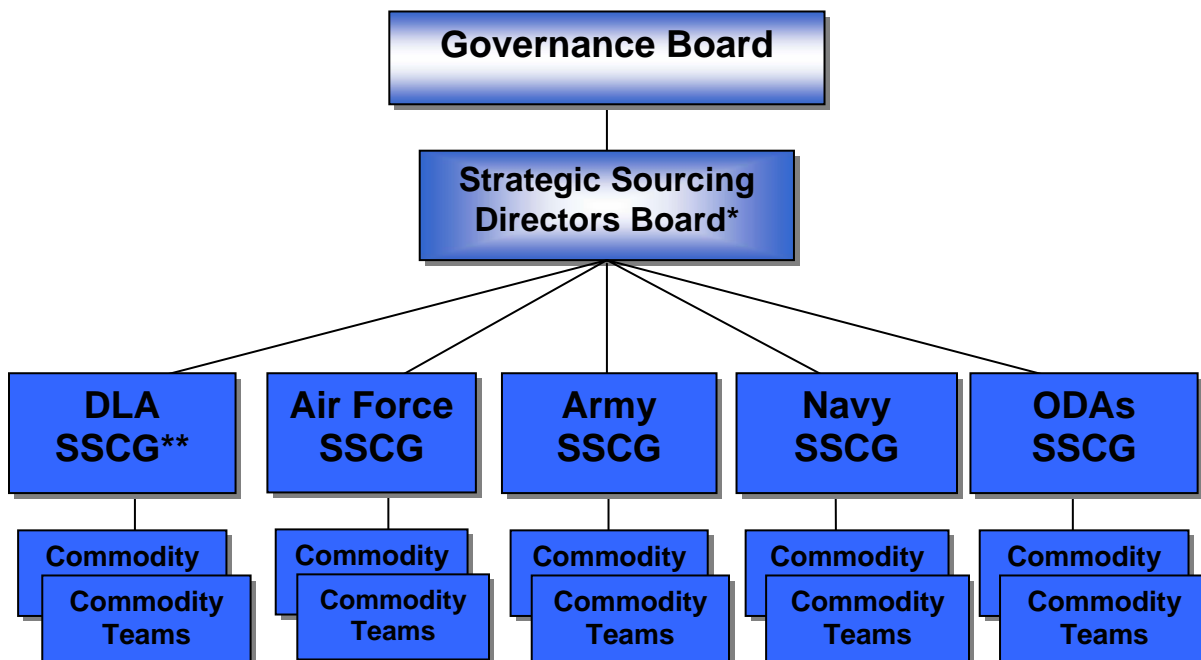 Governance Board
Strategic Sourcing
Directors Board*
DLA
SSCG**
Air Force
SSCG
Army
SSCG
Navy
SSCG
ODAs
SSCG
Commodity
Commodity
Teams
Commodity
Commodity
Teams
Commodity
Commodity
Teams
Commodity
Commodity
Teams
Commodity
Commodity
Teams